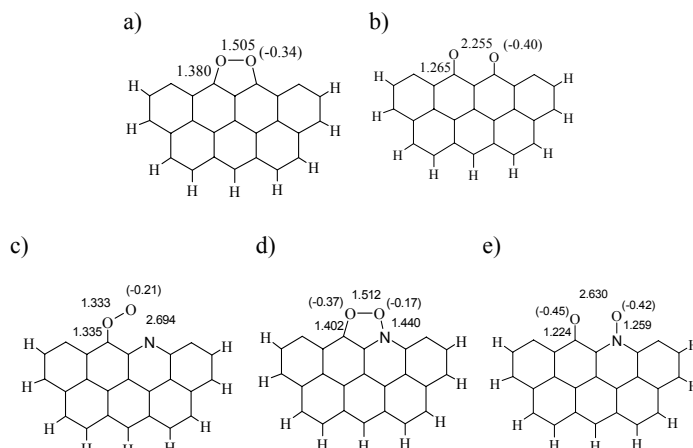 a) b)
1.505 (-0.34) 2.255
O O O O (-0.40)
1.380 1.265
H H H H
H H H H
H H H H H H
c) d) e)
(-0.21) 1.512 2.630
1.333 O (-0.37) O O (-0.17) (-0.45) O O (-0.42)
O 2.694
1.335 N 1.402 N 1.440 1.224 N 1.259
H H H H H H
H H H H H H
H H H H H H H H H